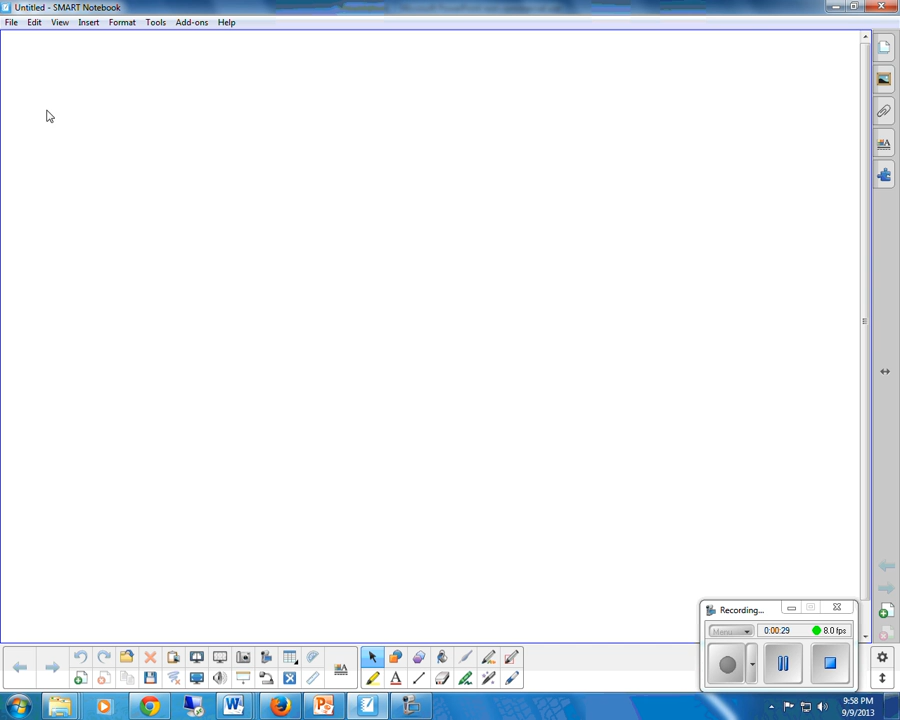 Untitled - SMART Notebook
File Edit View Insert Format Tools Add-ons Help
Recording...
Menu
0:00:29 8.0 fps
9:58 PM
9/9/2013